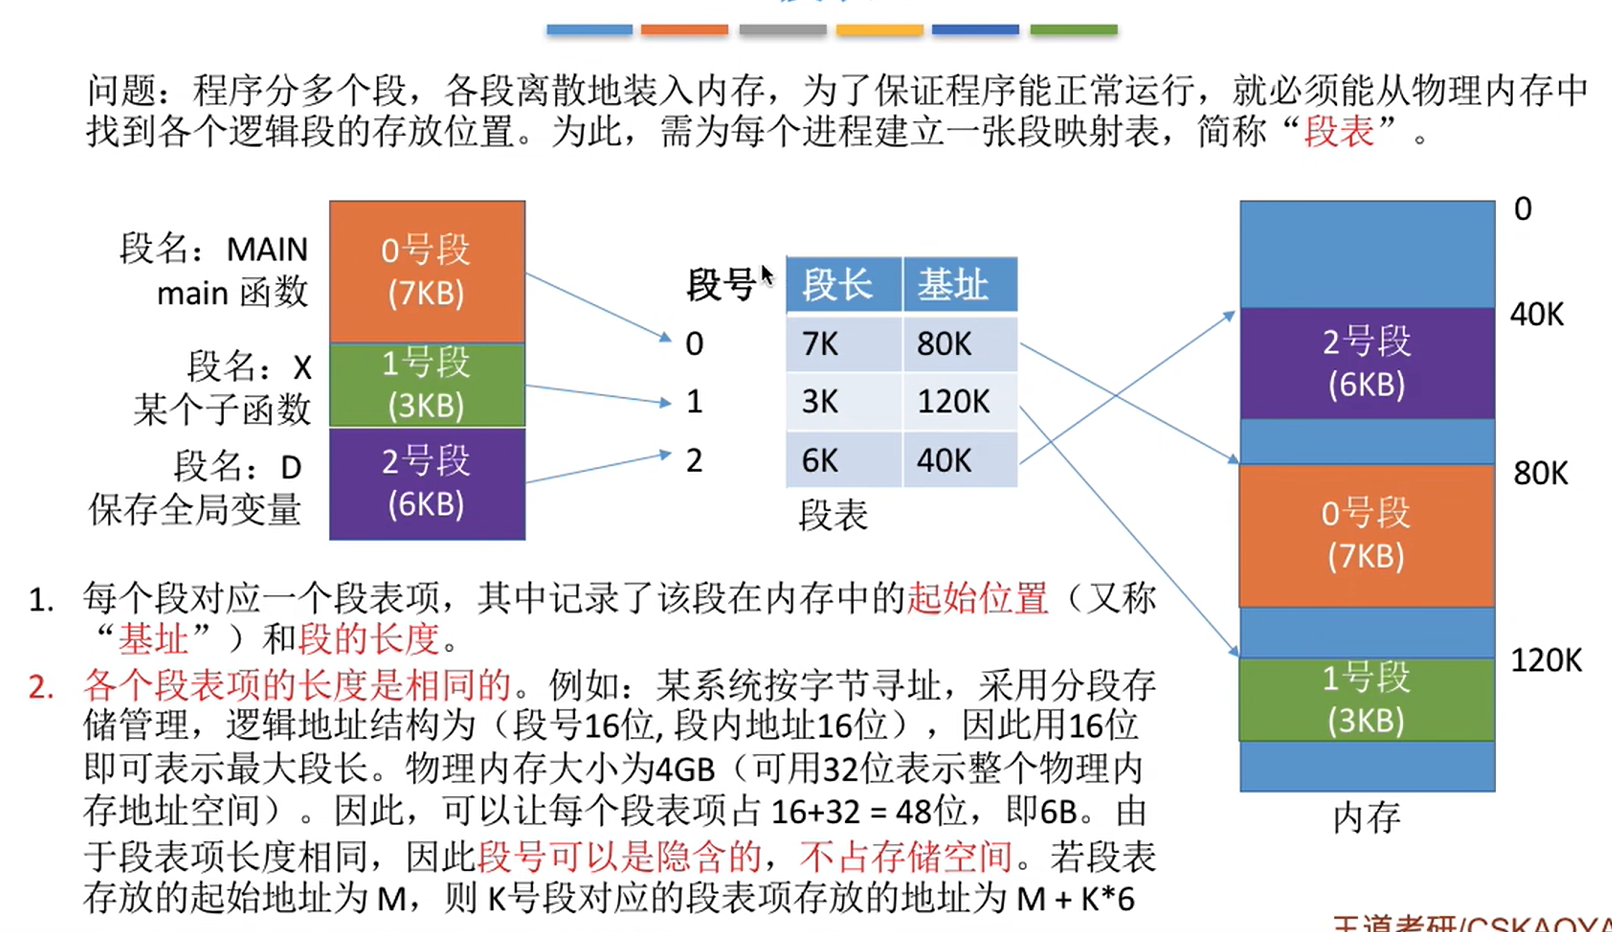 问题：程序分多个段，各段离散地装入内存，为了保证程序能正常运行，就必须能从物理内存中
找到各个逻辑段的存放位置。为此，需为每个进程建立一张段映射表，简称“段表”。
段名：MAIN
main 函数
段名：X
某个子函数
段名：D
保存全局变量
0号段
(7KB)
1号段
(3KB)
2号段
(6KB)
段号 段长 基址
0 7K 80K
1 3K 120K
2 6K 40K
段表
0
40K
2号段
(6KB)
80K
0号段
(7KB)
120K
1号段
(3KB)
内存
1. 每个段对应一个段表项，其中记录了该段在内存中的起始位置（又称
“基址”）和段的长度。
2. 各个段表项的长度是相同的。例如：某系统按字节寻址，采用分段存
储管理，逻辑地址结构为（段号16位, 段内地址16位），因此用16位
即可表示最大段长。物理内存大小为4GB（可用32位表示整个物理内
存地址空间）。因此，可以让每个段表项占 16+32 = 48位，即6B。由
于段表项长度相同，因此段号可以是隐含的，不占存储空间。若段表
存放的起始地址为 M，则 K号段对应的段表项存放的地址为 M + K*6
王道考研/CSKAOYA